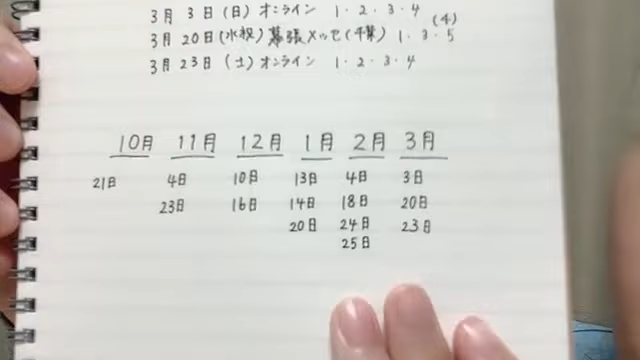 3月 3日(日) オンライン 1・2・3・4
3月 20日(水祝) 幕張メッセ(千葉) 1・3・5 (4)
3月 23日 (土) オンライン 1・2・3・4
10月 11月 12月 1月 2月 3月
21日 4日 10日 13日 4日 3日
23日 16日 14日 18日 20日
20日 24日 23日
25日